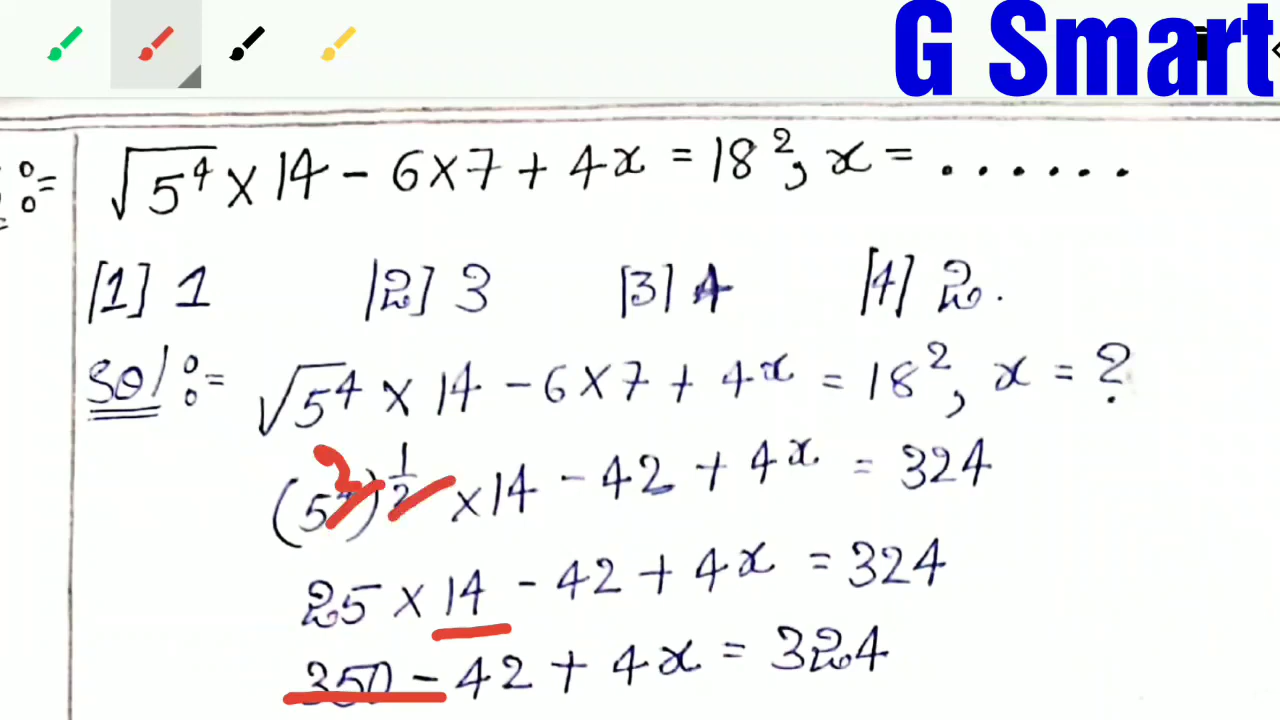 G Smart
:= √5⁴ × 14 - 6 × 7 + 4x = 18², x = . . . . . .
[1] 1 [2] 3 [3] 4 [4] 2.
Sol := √5⁴ × 14 - 6 × 7 + 4x = 18², x = ?
(5⁴)^1/2 × 14 - 42 + 4x = 324
25 × 14 - 42 + 4x = 324
350 - 42 + 4x = 324